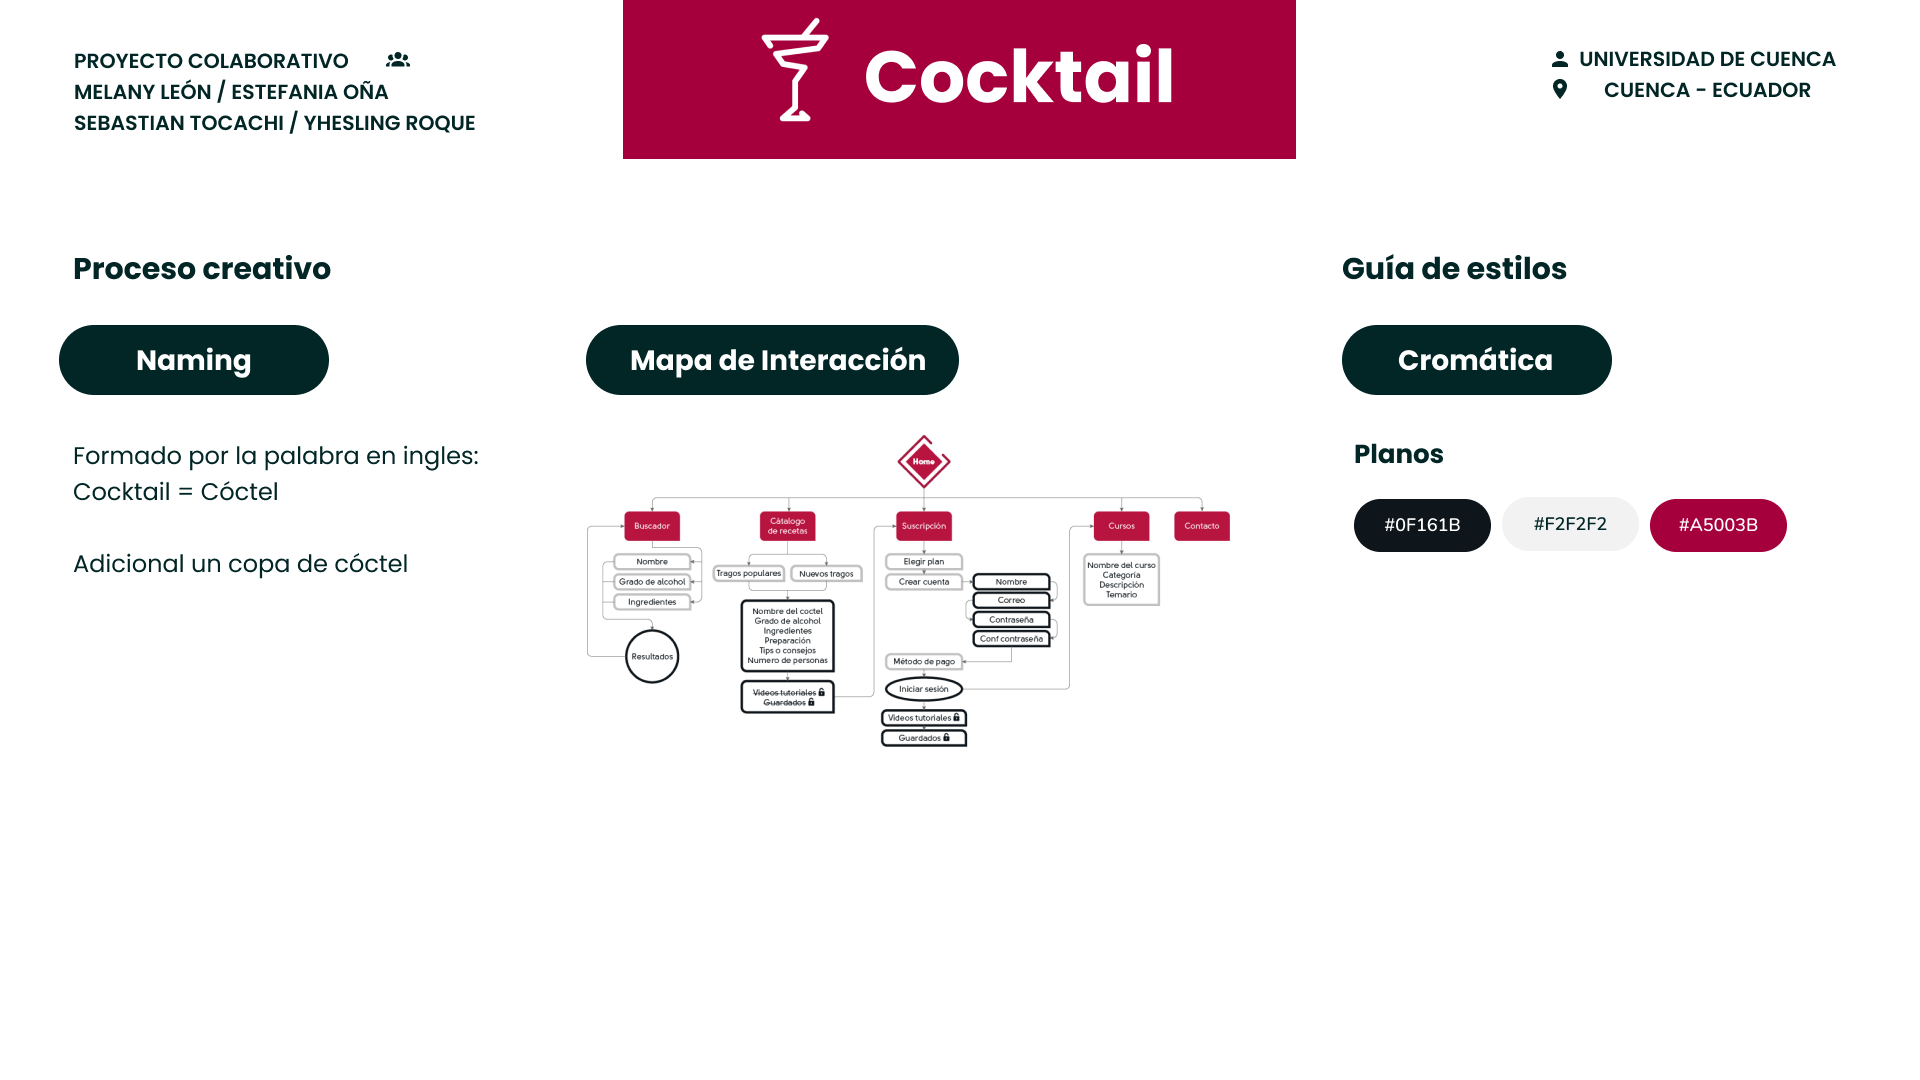 PROYECTO COLABORATIVO
MELANY LEÓN / ESTEFANIA OÑA
SEBASTIAN TOCACHI / YHESLING ROQUE
Cocktail
UNIVERSIDAD DE CUENCA
CUENCA - ECUADOR
Proceso creativo
Naming
Formado por la palabra en ingles:
Cocktail = Cóctel
Adicional un copa de cóctel
Mapa de Interacción
Home
Buscador
Nombre
Grado de alcohol
Ingredientes
Resultados
Cátalogo
de recetas
Tragos populares
Nuevos tragos
Nombre del coctel
Grado de alcohol
Ingredientes
Preparación
Tips o consejos
Numero de personas
Videos tutoriales
Guardados
Suscripción
Elegir plan
Crear cuenta
Nombre
Correo
Contraseña
Conf contraseña
Método de pago
Iniciar sesión
Videos tutoriales
Guardados
Cursos
Nombre del curso
Categoria
Descripción
Temario
Contacto
Guía de estilos
Cromática
Planos
#0F161B
#F2F2F2
#A5003B